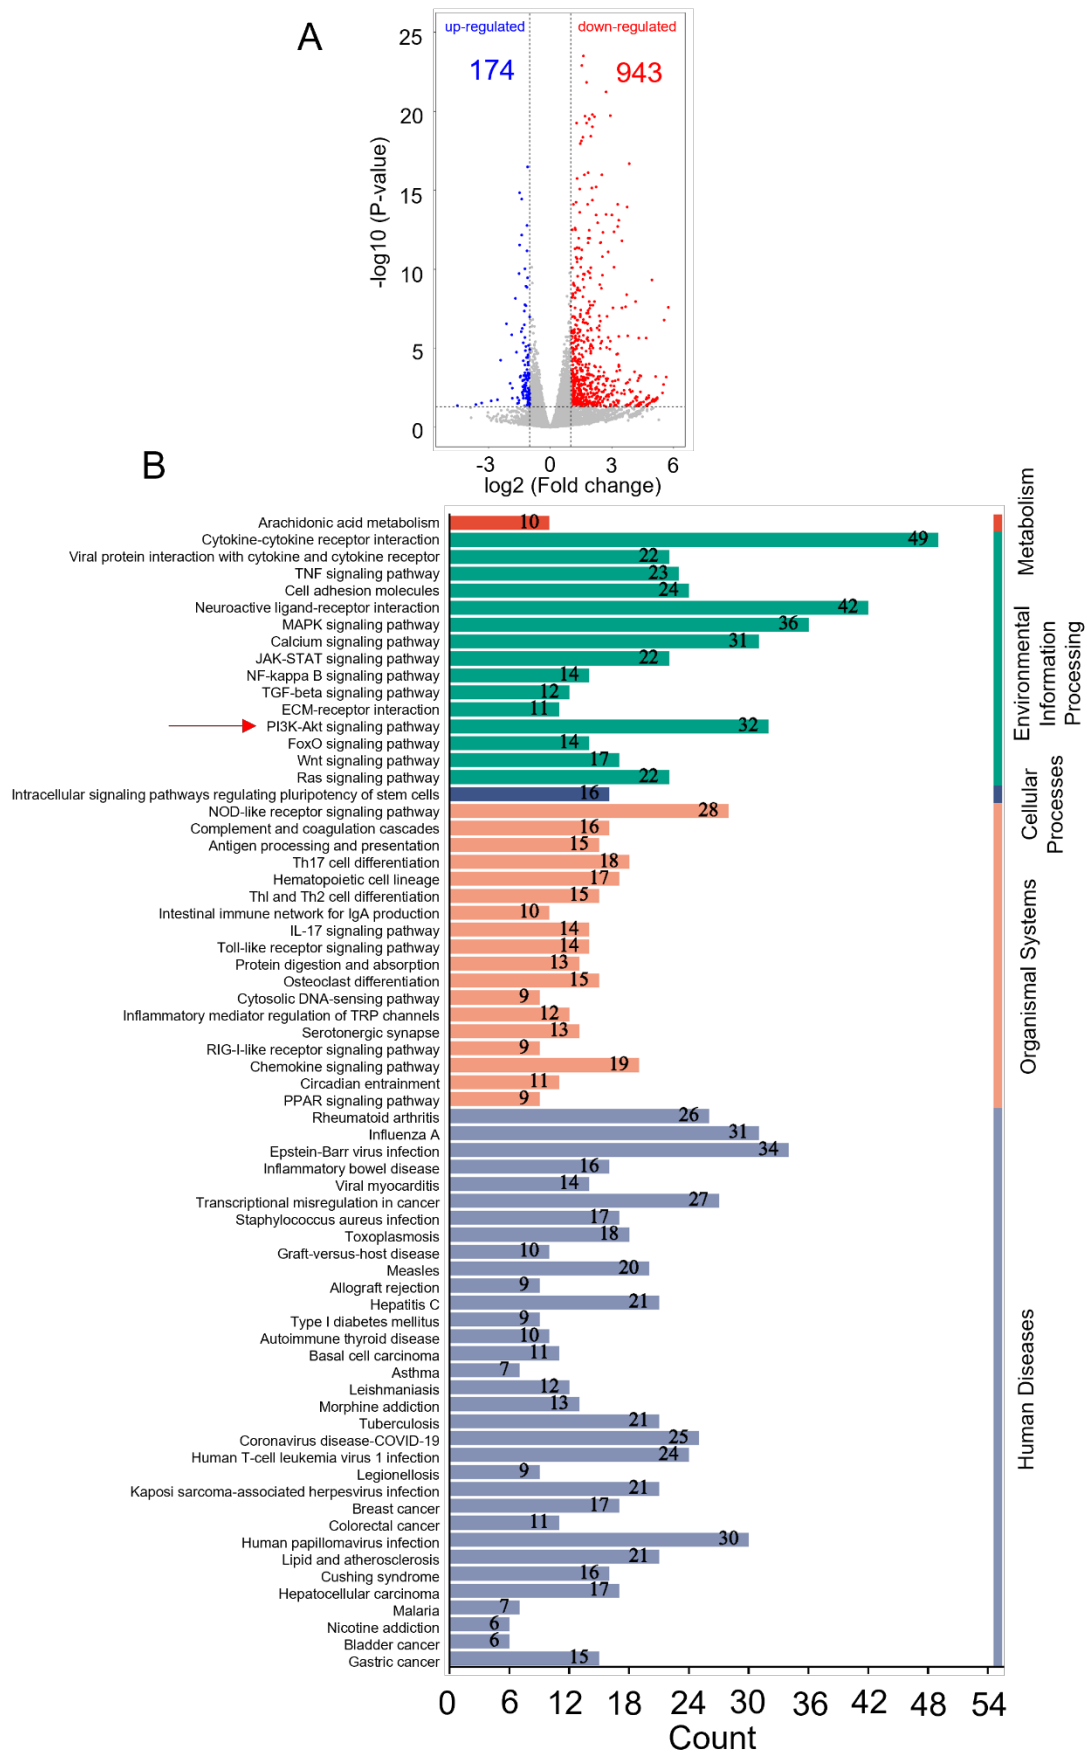 A
up-regulated
down-regulated
174
943
25
20
15
10
5
0
-log10 (P-value)
-3
0
3
6
log2 (Fold change)
B
Arachidonic acid metabolism 10
Cytokine-cytokine receptor interaction 49
Viral protein interaction with cytokine and cytokine receptor 22
TNF signaling pathway 23
Cell adhesion molecules 24
Neuroactive ligand-receptor interaction 42
MAPK signaling pathway 36
Calcium signaling pathway 31
JAK-STAT signaling pathway 22
NF-kappa B signaling pathway 14
TGF-beta signaling pathway 12
ECM-receptor interaction 11
PI3K-Akt signaling pathway 32
FoxO signaling pathway 14
Wnt signaling pathway 17
Ras signaling pathway 22
Intracellular signaling pathways regulating pluripotency of stem cells 16
NOD-like receptor signaling pathway 28
Complement and coagulation cascades 16
Antigen processing and presentation 15
Th17 cell differentiation 18
Hematopoietic cell lineage 17
Thl and Th2 cell differentiation 15
Intestinal immune network for IgA production 10
IL-17 signaling pathway 14
Toll-like receptor signaling pathway 14
Protein digestion and absorption 13
Osteoclast differentiation 15
Cytosolic DNA-sensing pathway 9
Inflammatory mediator regulation of TRP channels 12
Serotonergic synapse 13
RIG-I-like receptor signaling pathway 9
Chemokine signaling pathway 19
Circadian entrainment 11
PPAR signaling pathway 9
Rheumatoid arthritis 26
Influenza A 31
Epstein-Barr virus infection 34
Inflammatory bowel disease 16
Viral myocarditis 14
Transcriptional misregulation in cancer 27
Staphylococcus aureus infection 17
Toxoplasmosis 18
Graft-versus-host disease 10
Measles 20
Allograft rejection 9
Hepatitis C 21
Type I diabetes mellitus 9
Autoimmune thyroid disease 10
Basal cell carcinoma 11
Asthma 7
Leishmaniasis 12
Morphine addiction 13
Tuberculosis 21
Coronavirus disease-COVID-19 25
Human T-cell leukemia virus 1 infection 24
Legionellosis 9
Kaposi sarcoma-associated herpesvirus infection 21
Breast cancer 17
Colorectal cancer 11
Human papillomavirus infection 30
Lipid and atherosclerosis 21
Cushing syndrome 16
Hepatocellular carcinoma 17
Malaria 7
Nicotine addiction 6
Bladder cancer 6
Gastric cancer 15
0 6 12 18 24 30 36 42 48 54
Count
Metabolism
Environmental
Information
Processing
Cellular
Processes
Organismal Systems
Human Diseases